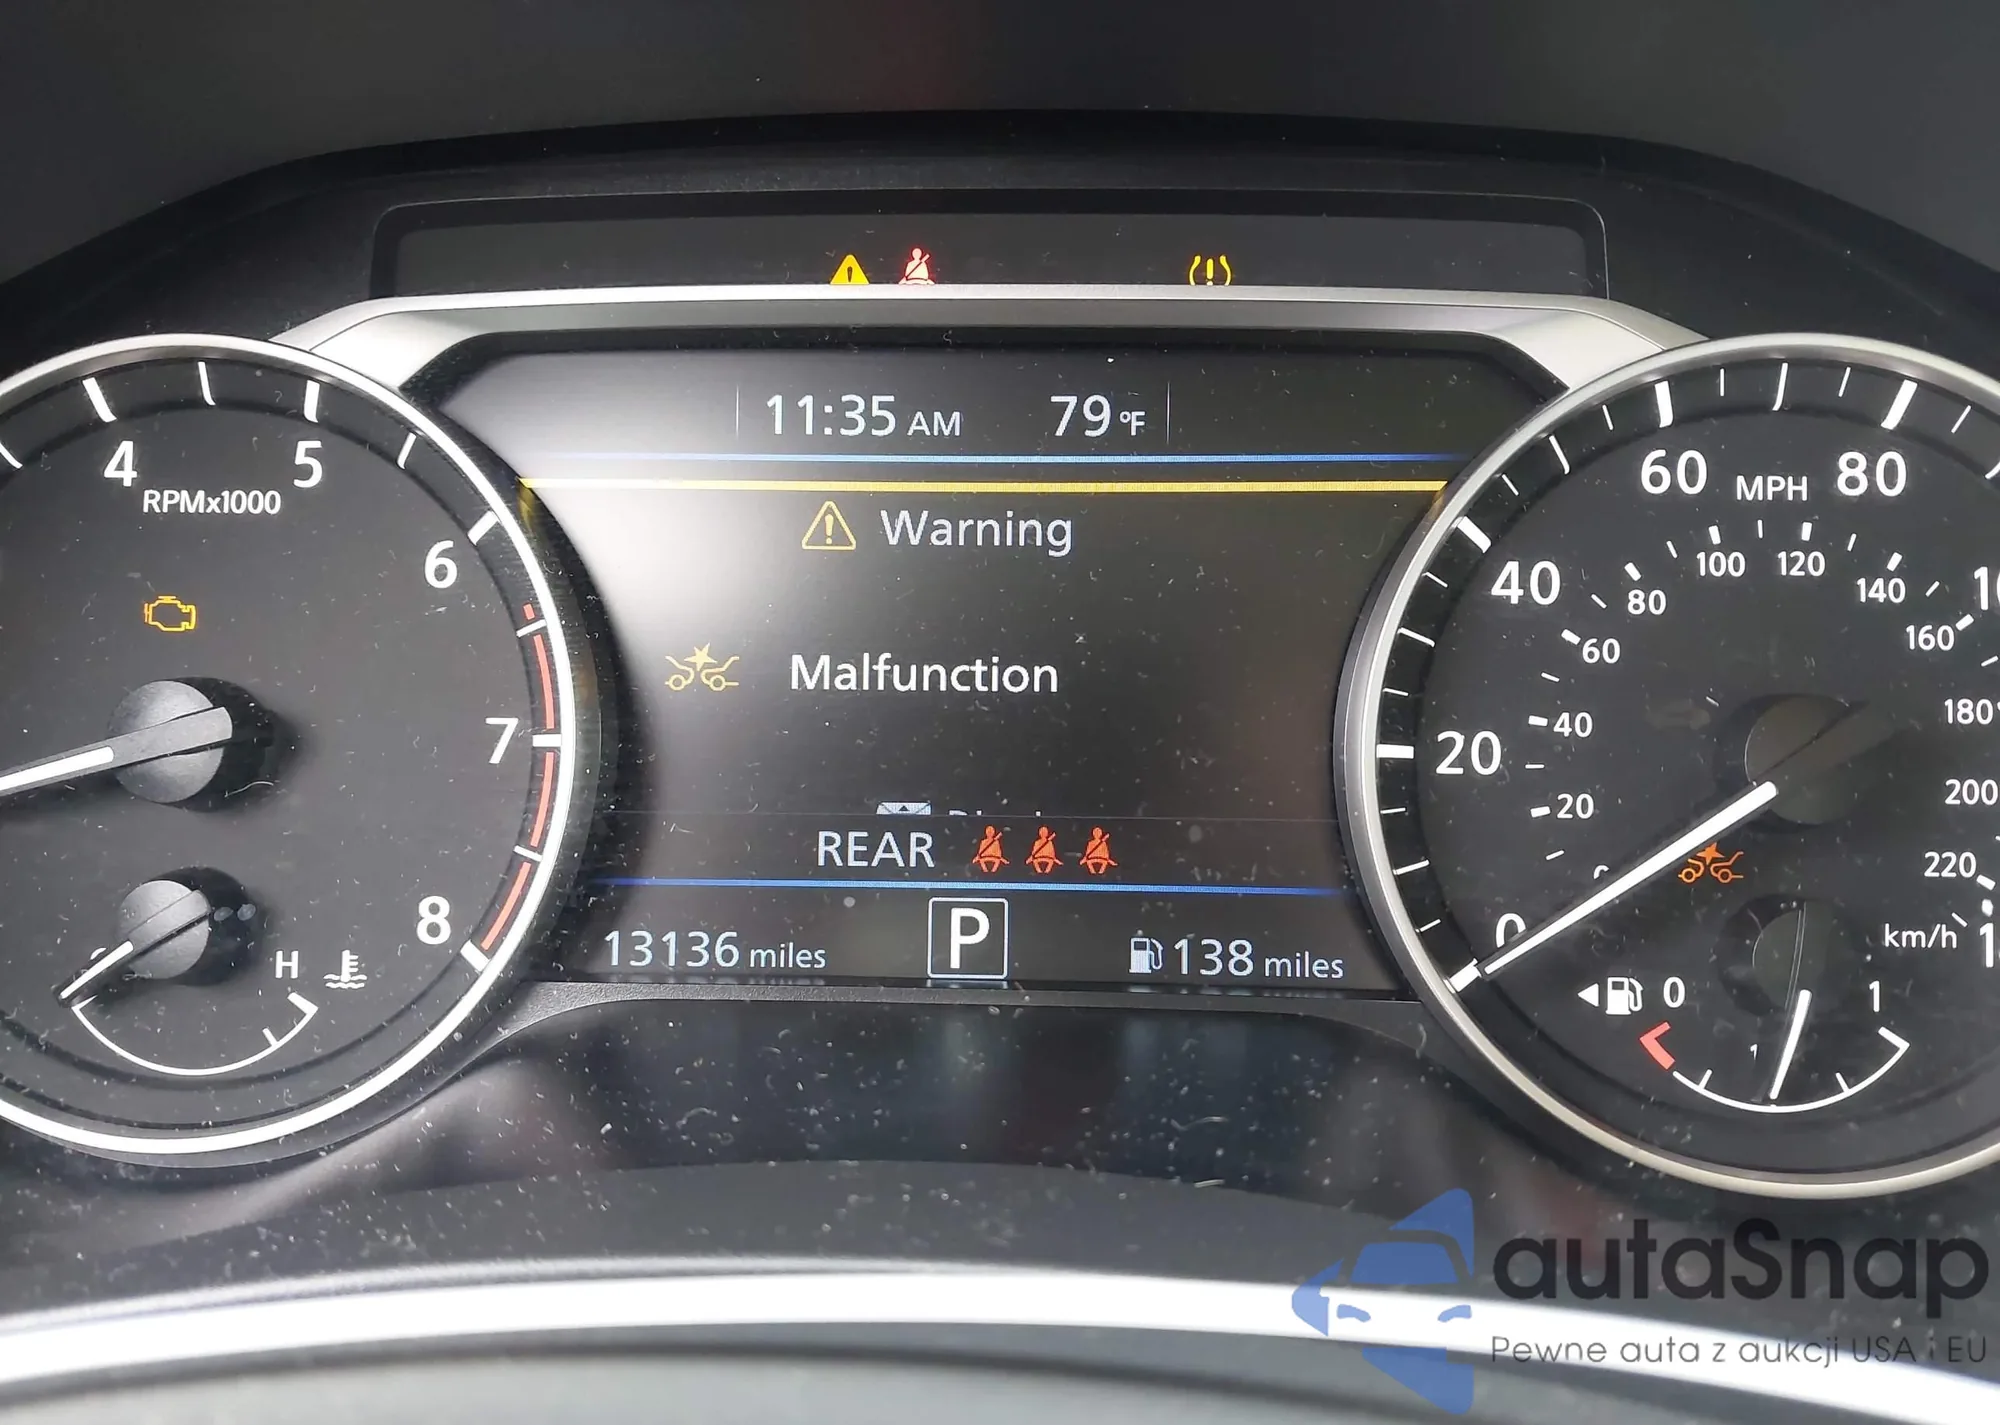 11:35 AM 79 °F
Warning
Malfunction
REAR
P
13136 miles
138 miles
4
5
RPMx1000
6
7
8
H
60
MPH
80
40
100
120
80
140
60
160
20
40
180
20
200
220
0
km/h
0
1
autaSnap
Pewne auta z aukcji USA i EU